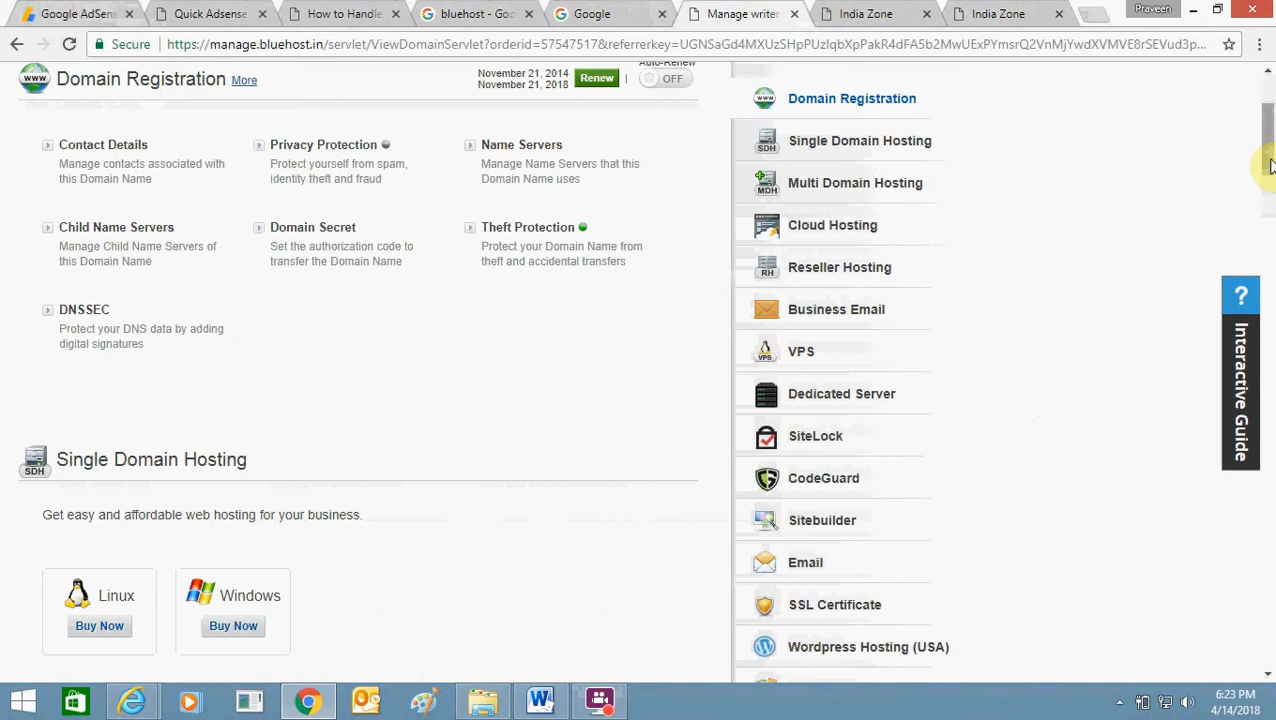 Google AdSens
Quick Adsense
How to Handle
bluehost - Goo
Google
Manage writer
India Zone
India Zone
Praveen
Secure
https://manage.bluehost.in/servlet/ViewDomainServlet?orderid=57547517&referrerkey=
Domain Registration More
November 21, 2014
November 21, 2018
Renew
Auto-Renew
OFF
Contact Details
Manage contacts associated with
this Domain Name
Privacy Protection
Protect yourself from spam,
identity theft and fraud
Name Servers
Manage Name Servers that this
Domain Name uses
Child Name Servers
Manage Child Name Servers of
this Domain Name
Domain Secret
Set the authorization code to
transfer the Domain Name
Theft Protection
Protect your Domain Name from
theft and accidental transfers
DNSSEC
Protect your DNS data by adding
digital signatures
SDH
Single Domain Hosting
Get easy and affordable web hosting for your business.
Linux
Buy Now
Windows
Buy Now
www
Domain Registration
SDH
Single Domain Hosting
MDH
Multi Domain Hosting
Cloud Hosting
RH
Reseller Hosting
Business Email
VPS
VPS
Dedicated Server
SiteLock
CodeGuard
Sitebuilder
Email
SSL Certificate
Wordpress Hosting (USA)
?
Interactive Guide
6:23 PM
4/14/2018